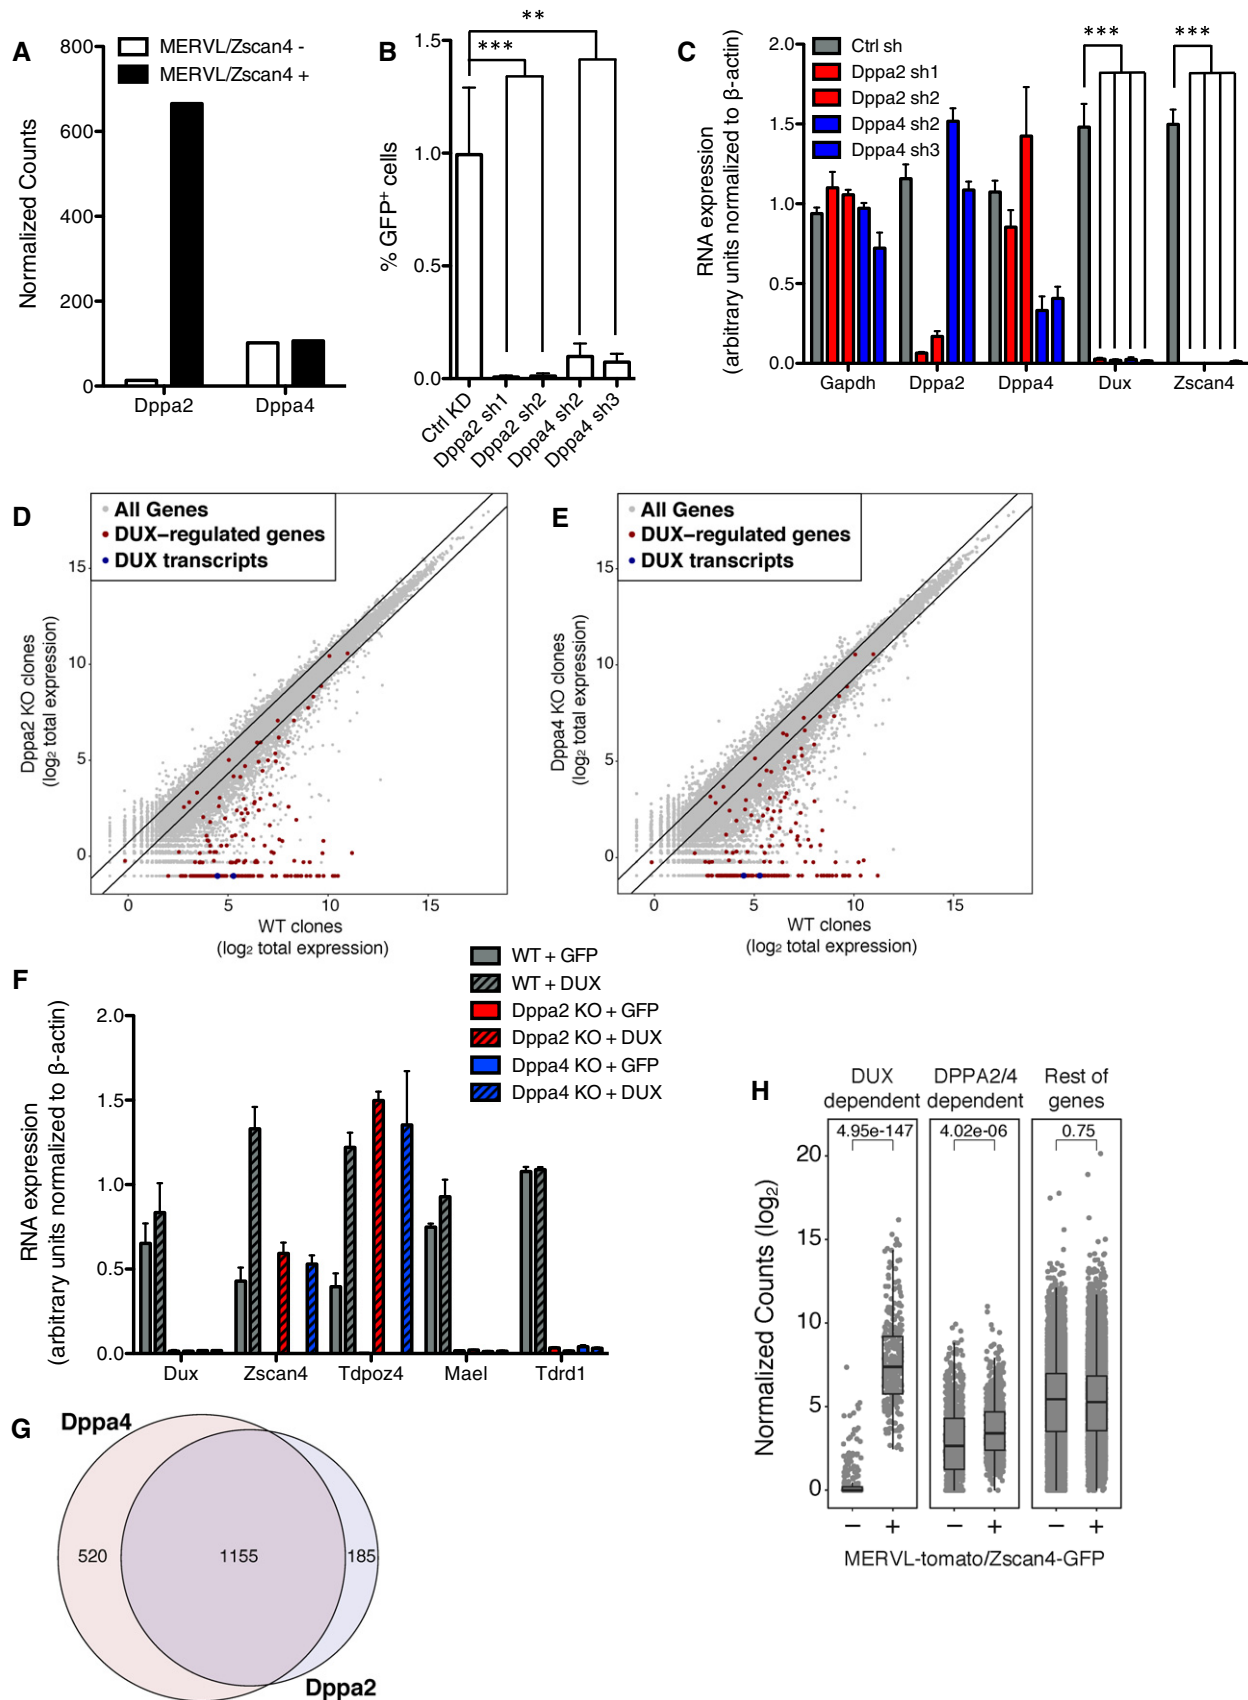 A
800
600
400
200
0
Normalized Counts
MERVL/Zscan4 -
MERVL/Zscan4 +
Dppa2
Dppa4
B
**
***
1.5
1.0
0.5
0.0
% GFP⁺ cells
Ctrl KD
Dppa2 sh1
Dppa2 sh2
Dppa4 sh2
Dppa4 sh3
C
2.0
1.5
1.0
0.5
0.0
RNA expression
(arbitrary units normalized to β-actin)
Ctrl sh
Dppa2 sh1
Dppa2 sh2
Dppa4 sh2
Dppa4 sh3
***
***
Gapdh
Dppa2
Dppa4
Dux
Zscan4
D
All Genes
DUX–regulated genes
DUX transcripts
15
10
5
0
Dppa2 KO clones
(log₂ total expression)
0
5
10
15
WT clones
(log₂ total expression)
E
All Genes
DUX–regulated genes
DUX transcripts
15
10
5
0
Dppa4 KO clones
(log₂ total expression)
0
5
10
15
WT clones
(log₂ total expression)
F
WT + GFP
WT + DUX
Dppa2 KO + GFP
Dppa2 KO + DUX
Dppa4 KO + GFP
Dppa4 KO + DUX
2.0
1.5
1.0
0.5
0.0
RNA expression
(arbitrary units normalized to β-actin)
Dux
Zscan4
Tdpoz4
Mael
Tdrd1
G
Dppa4
520
1155
185
Dppa2
H
DUX
dependent
DPPA2/4
dependent
Rest of
genes
4.95e-147
4.02e-06
0.75
20
15
10
5
0
Normalized Counts (log₂)
− + − + − +
MERVL-tomato/Zscan4-GFP